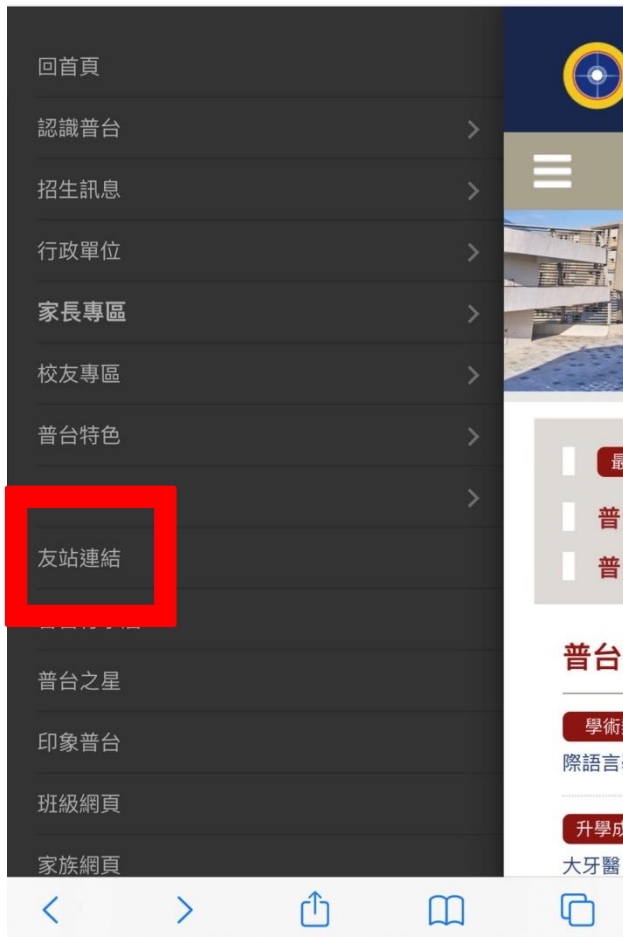 回首頁
認識普台
招生訊息
行政單位
家長專區
校友專區
普台特色
友站連結
普台之星
印象普台
班級網頁
家族網頁
最
普
普
普台
學術
際語言
升學成
大牙醫